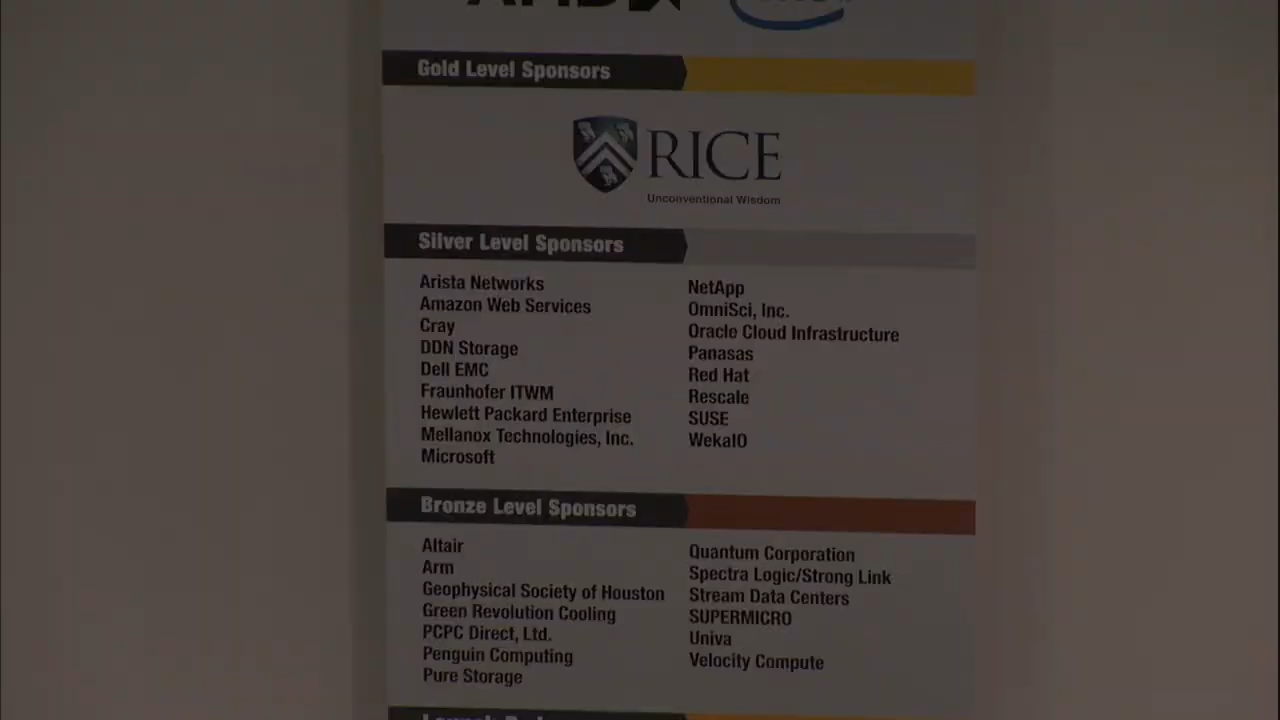 Gold Level Sponsors
RICE
Unconventional Wisdom
Silver Level Sponsors
Arista Networks
Amazon Web Services
Cray
DDN Storage
Dell EMC
Fraunhofer ITWM
Hewlett Packard Enterprise
Mellanox Technologies, Inc.
Microsoft
NetApp
OmniSci, Inc.
Oracle Cloud Infrastructure
Panasas
Red Hat
Rescale
SUSE
WekaIO
Bronze Level Sponsors
Altair
Arm
Geophysical Society of Houston
Green Revolution Cooling
PCPC Direct, Ltd.
Penguin Computing
Pure Storage
Quantum Corporation
Spectra Logic/Strong Link
Stream Data Centers
SUPERMICRO
Univa
Velocity Compute